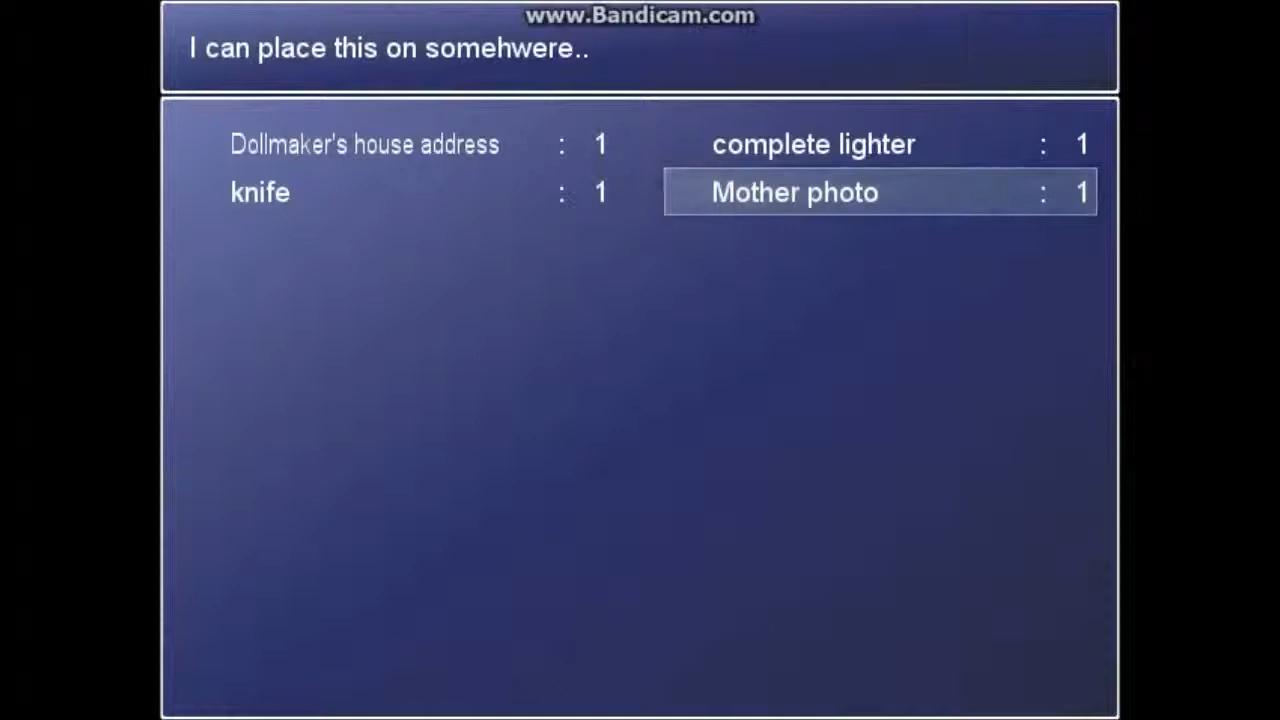 www.Bandicam.com
I can place this on somehwere..
Dollmaker's house address : 1
complete lighter : 1
knife : 1
Mother photo : 1